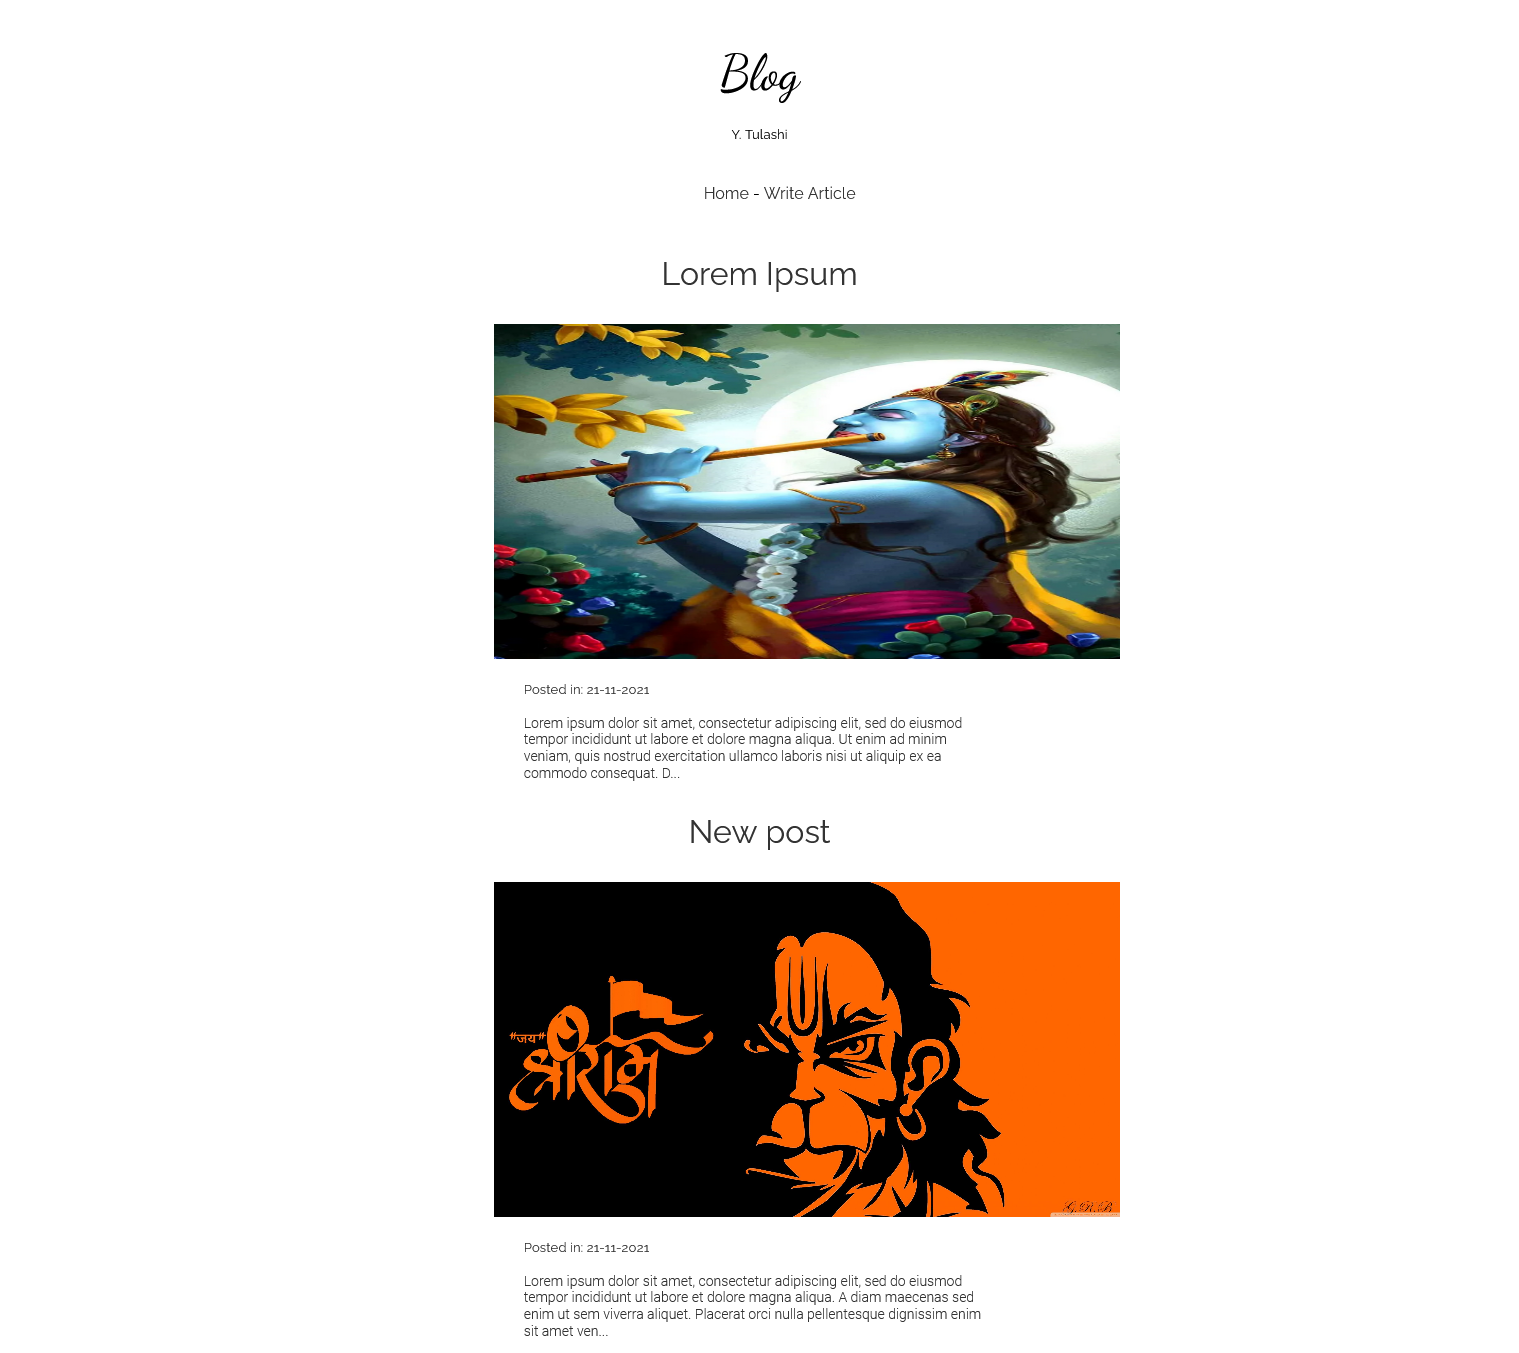 Blog
Y. Tulashi
Home - Write Article
Lorem Ipsum
Posted in: 21-11-2021
Lorem ipsum dolor sit amet, consectetur adipiscing elit, sed do eiusmod
tempor incididunt ut labore et dolore magna aliqua. Ut enim ad minim
veniam, quis nostrud exercitation ullamco laboris nisi ut aliquip ex ea
commodo consequat. D...
New post
"जय"
श्रीराम
G.R.B
Posted in: 21-11-2021
Lorem ipsum dolor sit amet, consectetur adipiscing elit, sed do eiusmod
tempor incididunt ut labore et dolore magna aliqua. A diam maecenas sed
enim ut sem viverra aliquet. Placerat orci nulla pellentesque dignissim enim
sit amet ven...